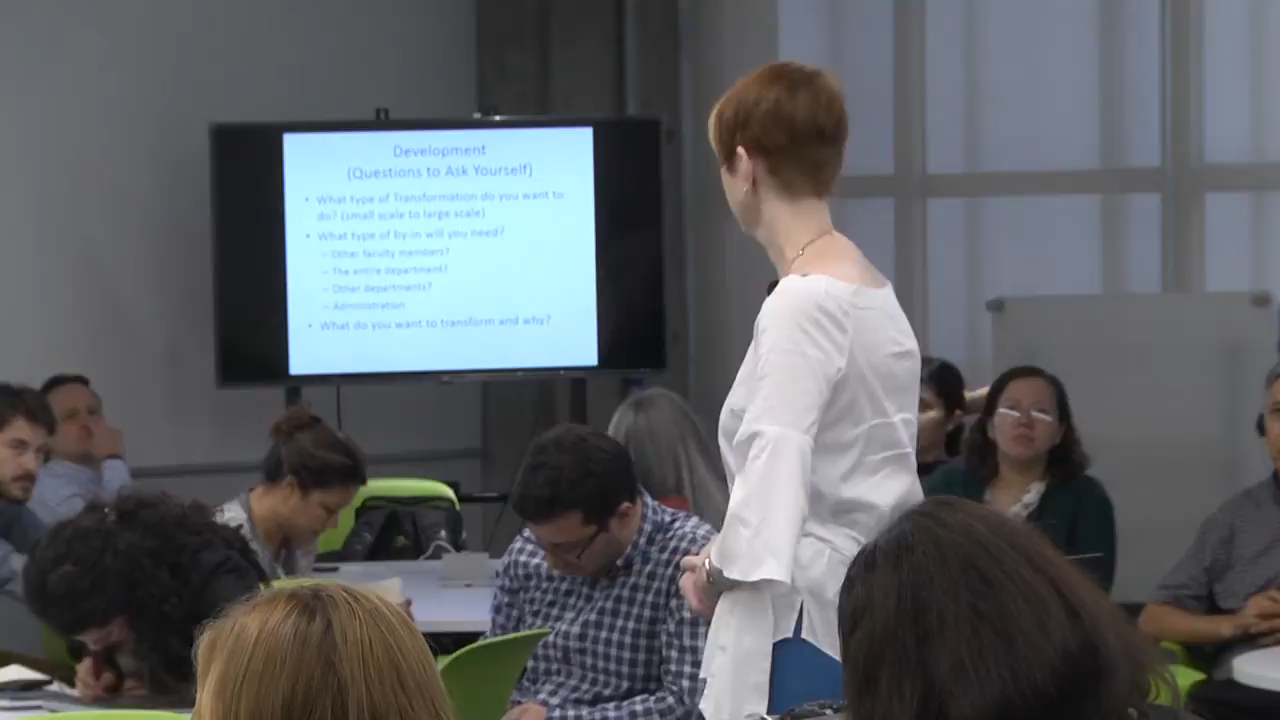 Development
(Questions to Ask Yourself)
• What type of Transformation do you want to
do? (small scale to large scale)
• What type of by-in will you need?
– Other faculty members?
– The entire department?
– Other departments?
– Administration
• What do you want to transform and why?